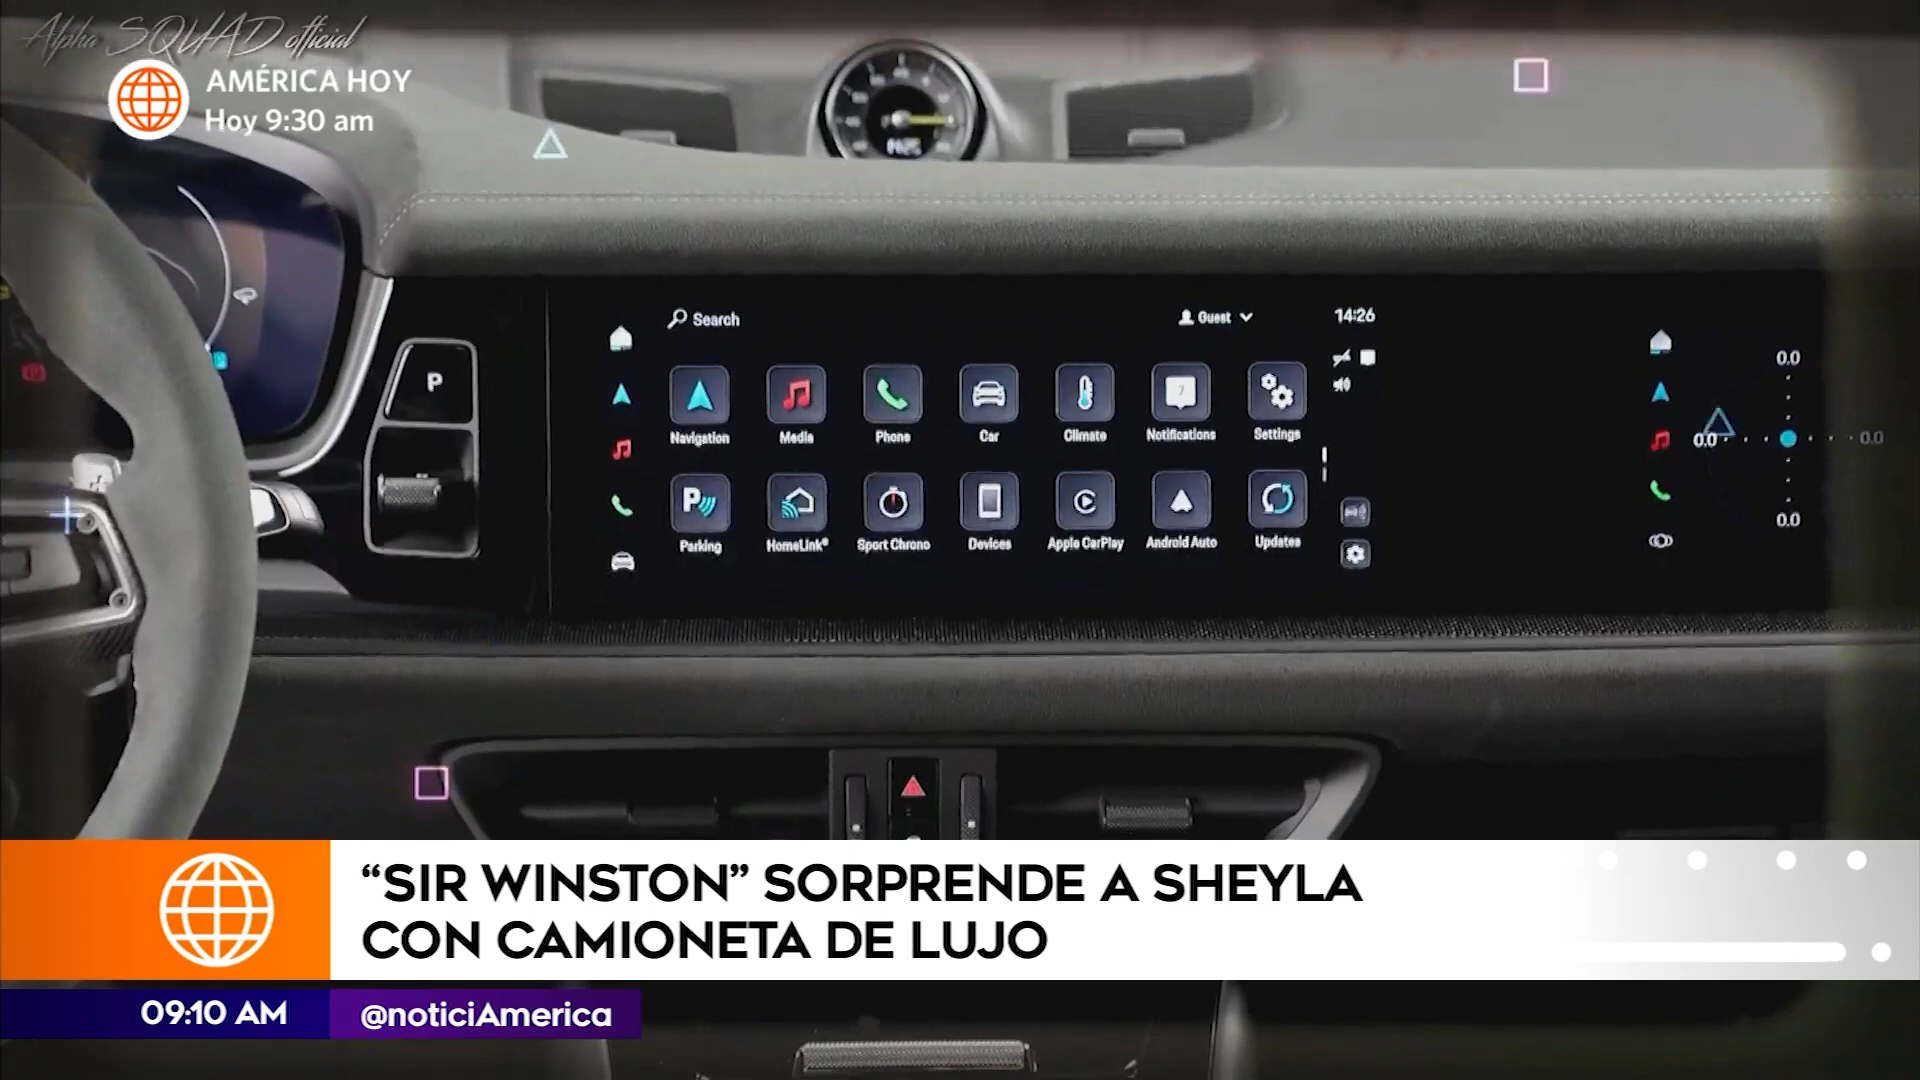 Alpha SQUAD official
AMÉRICA HOY
Hoy 9:30 am
P
Search
Guest
14:26
Navigation
Media
Phone
Car
Climate
7
Notifications
Settings
P
Parking
HomeLink®
Sport Chrono
Devices
Apple CarPlay
Android Auto
Updates
0.0
0.0
0.0
0.0
“SIR WINSTON” SORPRENDE A SHEYLA
CON CAMIONETA DE LUJO
09:10 AM
@noticiAmerica